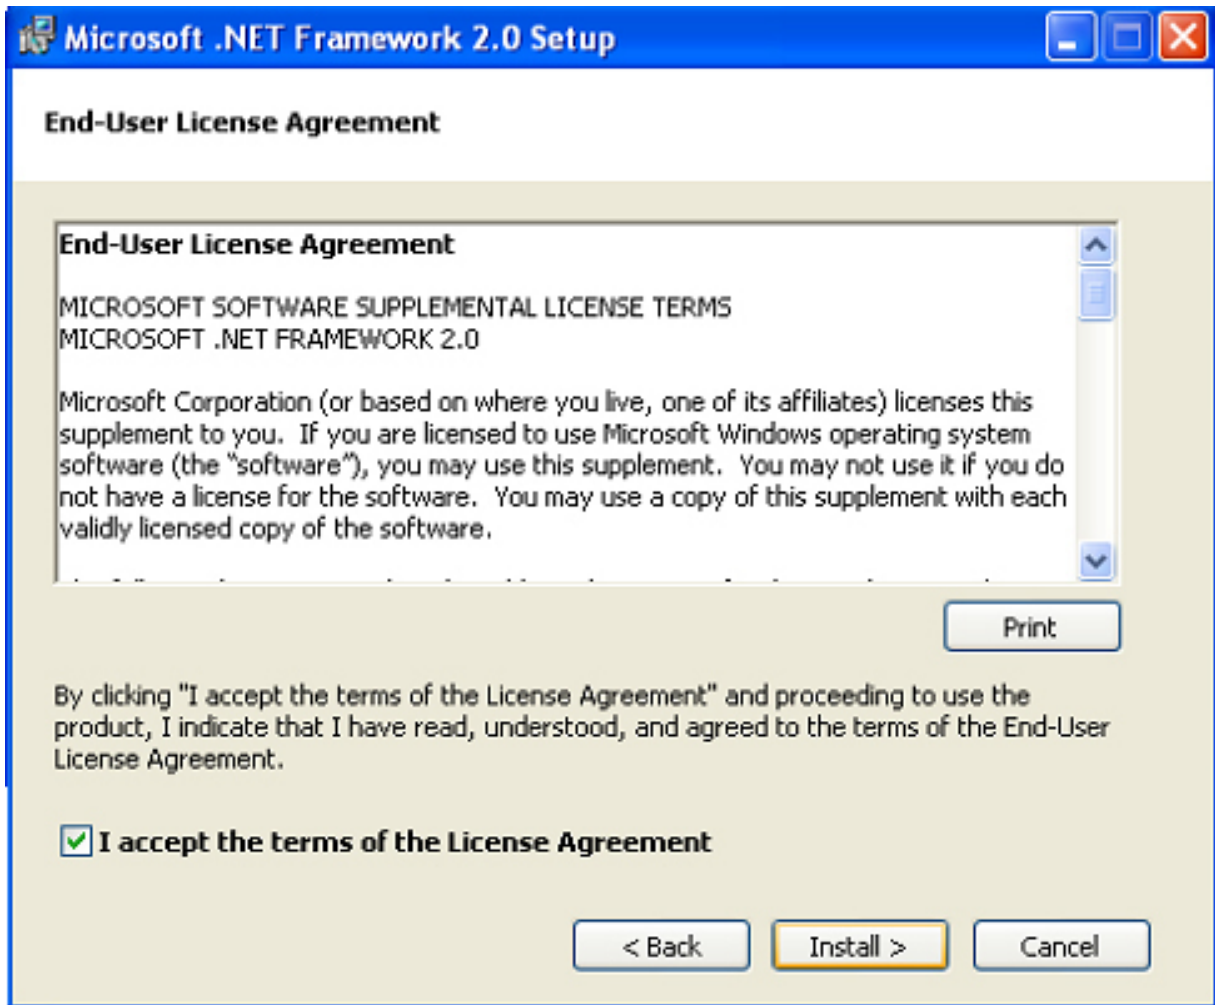 Microsoft .NET Framework 2.0 Setup
End-User License Agreement
End-User License Agreement
MICROSOFT SOFTWARE SUPPLEMENTAL LICENSE TERMS
MICROSOFT .NET FRAMEWORK 2.0
Microsoft Corporation (or based on where you live, one of its affiliates) licenses this
supplement to you.  If you are licensed to use Microsoft Windows operating system
software (the “software”), you may use this supplement.  You may not use it if you do
not have a license for the software.  You may use a copy of this supplement with each
validly licensed copy of the software.
Print
By clicking "I accept the terms of the License Agreement" and proceeding to use the
product, I indicate that I have read, understood, and agreed to the terms of the End-User
License Agreement.
I accept the terms of the License Agreement
< Back
Install >
Cancel